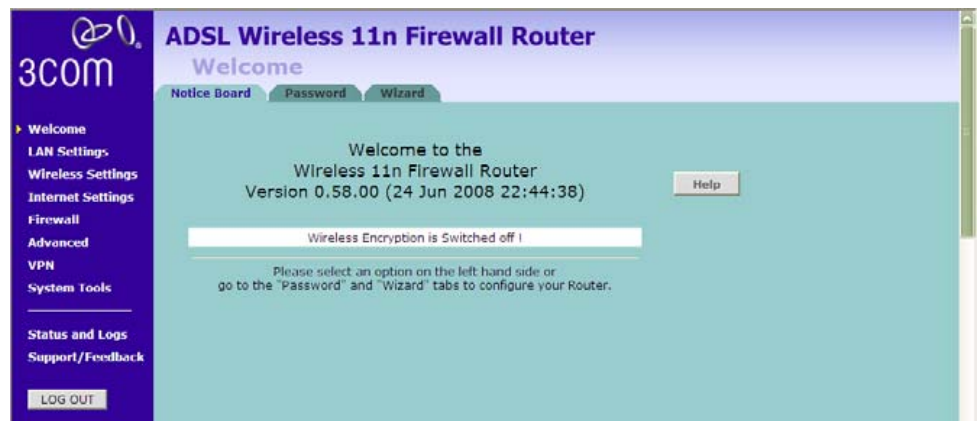 3COM
ADSL Wireless 11n Firewall Router
Welcome
Notice Board
Password
Wizard
Welcome
LAN Settings
Wireless Settings
Internet Settings
Firewall
Advanced
VPN
System Tools
Status and Logs
Support/Feedback
LOG OUT
Welcome to the
Wireless 11n Firewall Router
Version 0.58.00 (24 Jun 2008 22:44:38)
Help
Wireless Encryption is Switched off !
Please select an option on the left hand side or
go to the "Password" and "Wizard" tabs to configure your Router.